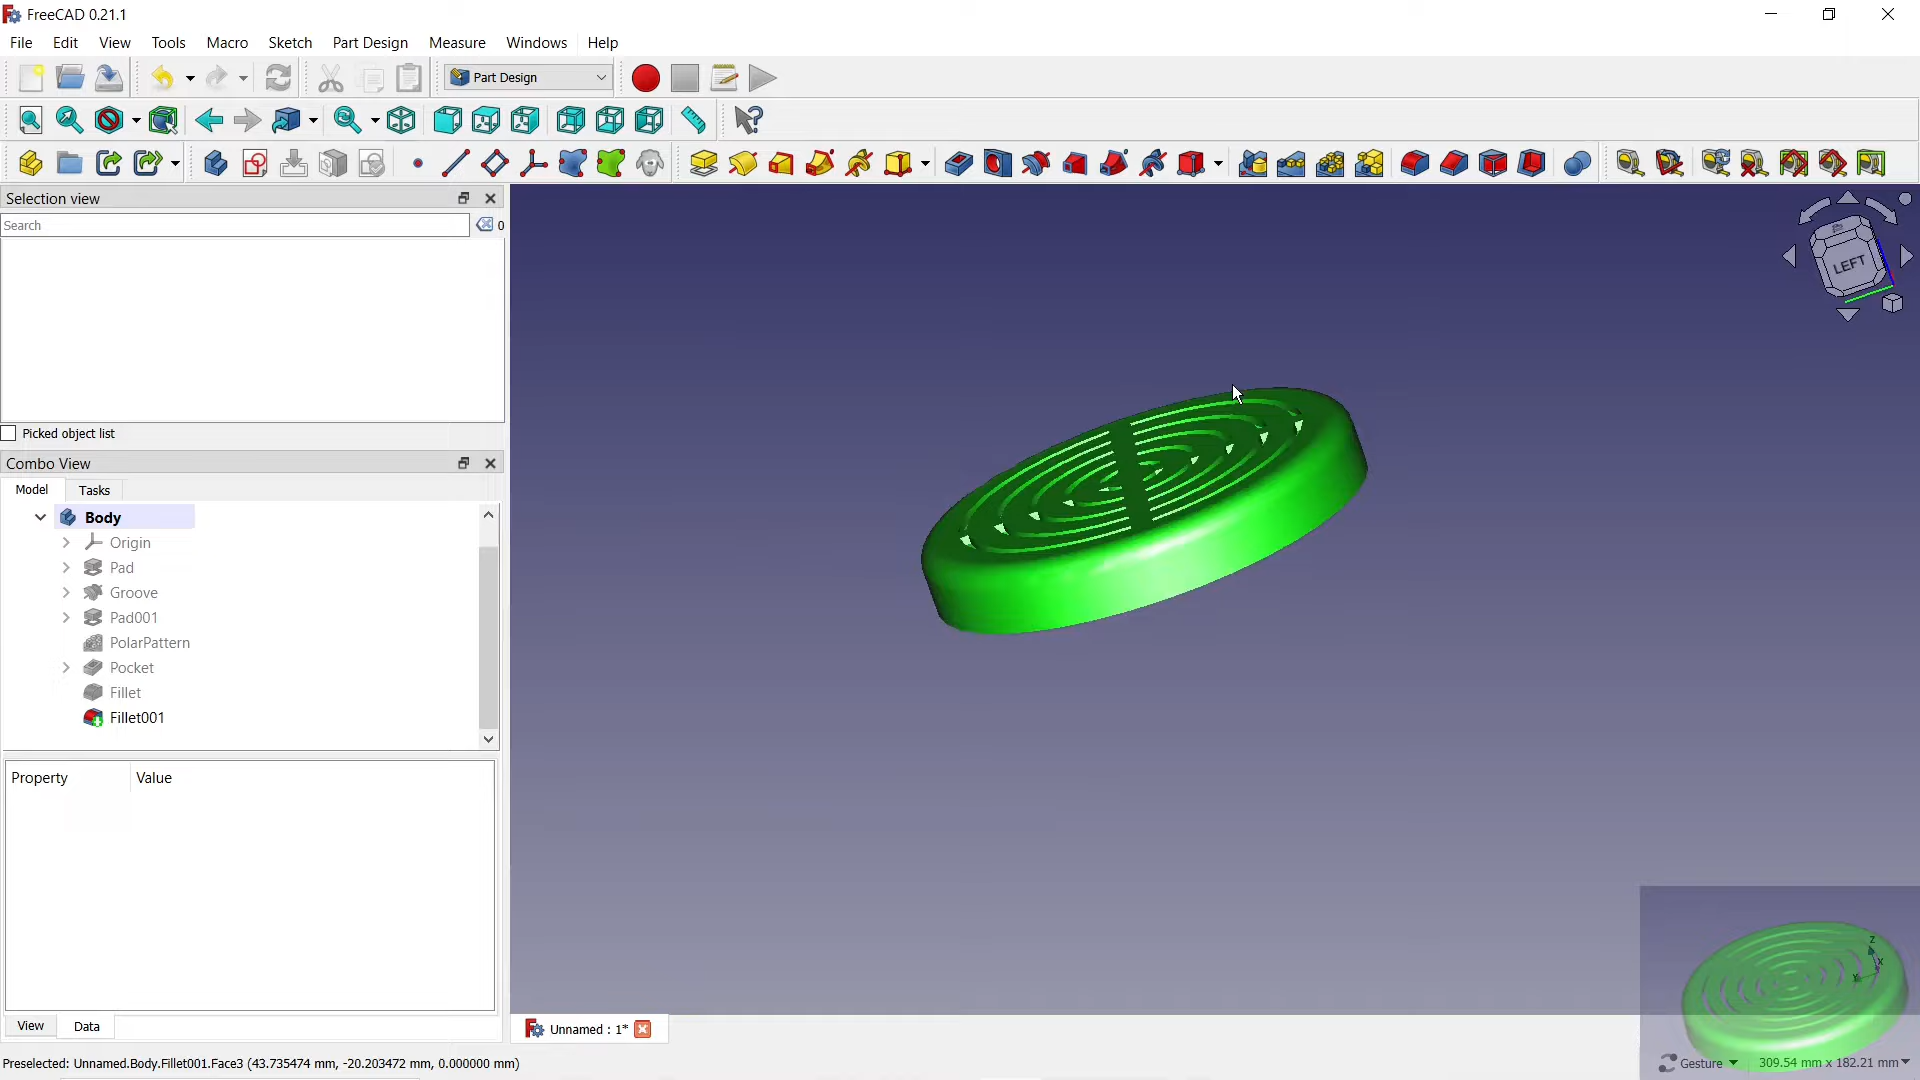 FreeCAD 0.21.1
File Edit View Tools Macro Sketch Part Design Measure Windows Help
Part Design
Selection view
Search
0
Picked object list
Combo View
Model Tasks
Body
Origin
Pad
Groove
Pad001
PolarPattern
Pocket
Fillet
Fillet001
Property Value
View Data
LEFT
Unnamed : 1*
Z
X
Y
Preselected: Unnamed.Body.Fillet001.Face3 (43.735474 mm, -20.203472 mm, 0.000000 mm)
Gesture 309.54 mm x 182.21 mm